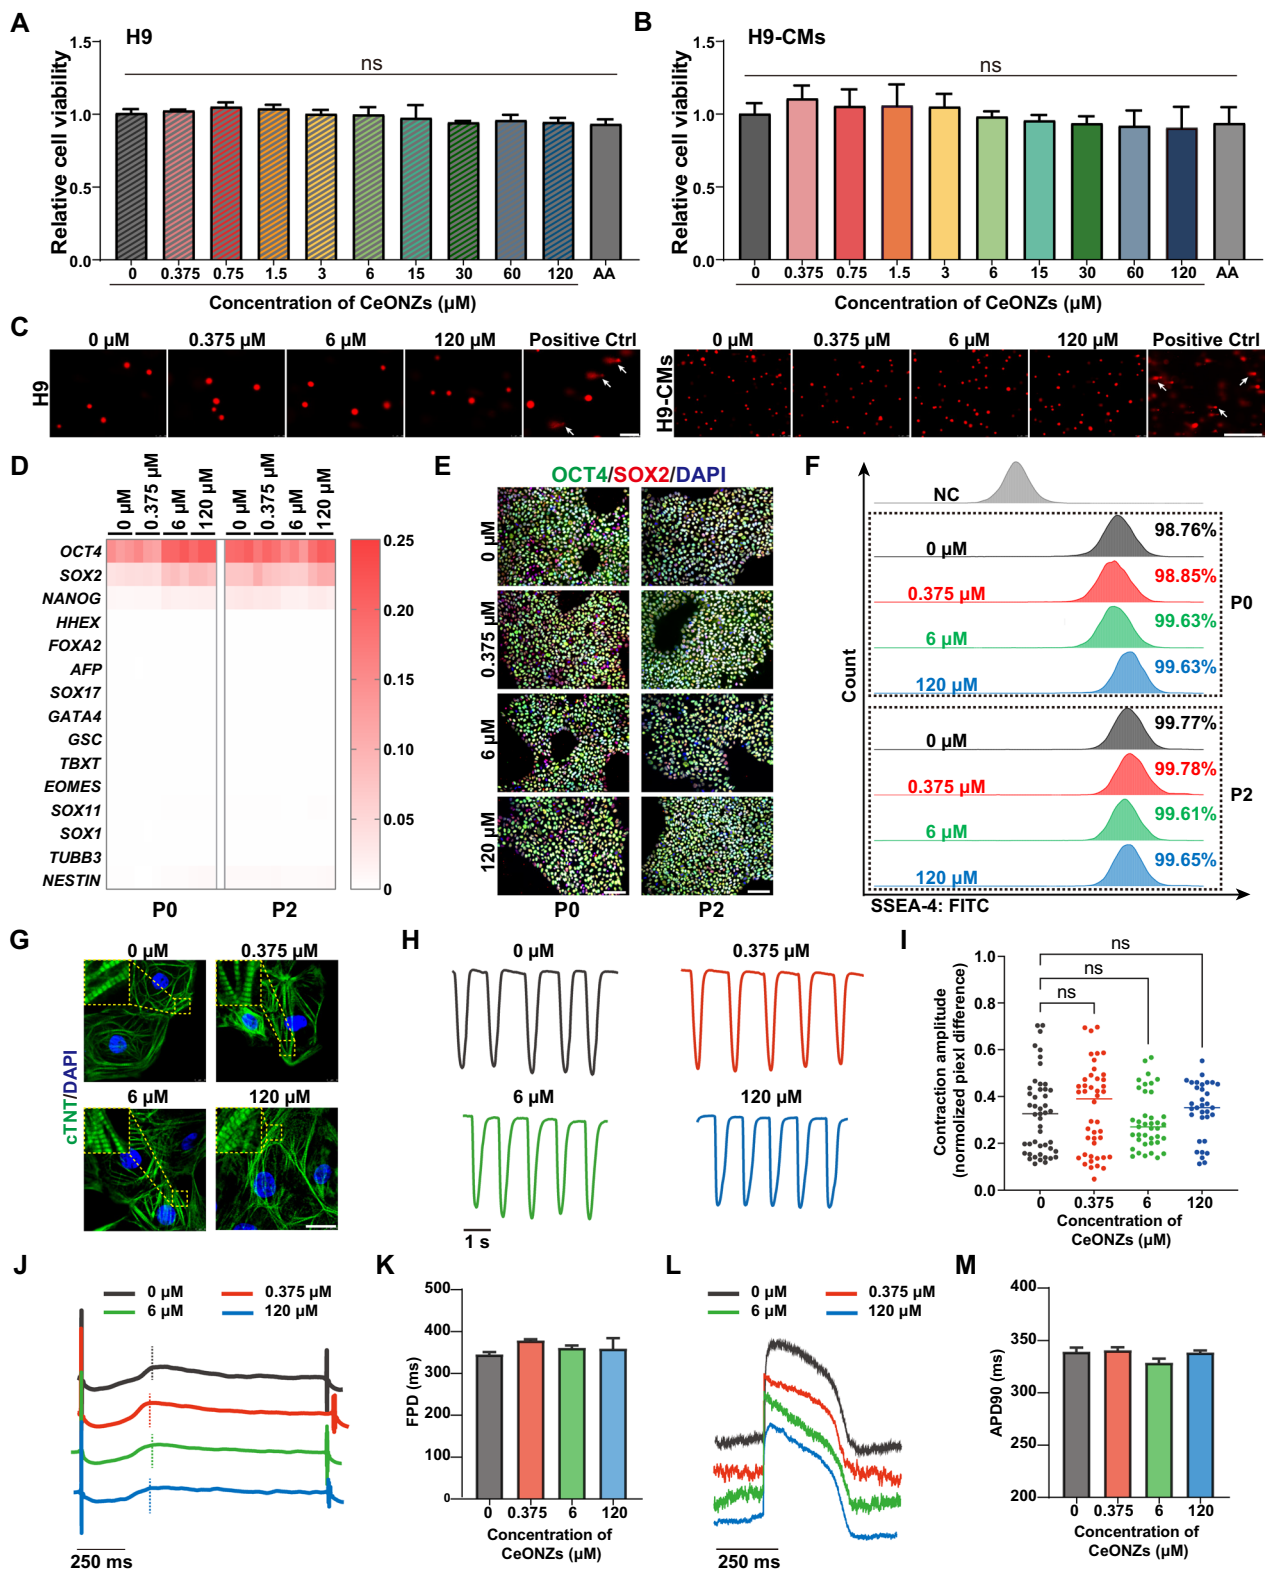 A
H9
Relative cell viability
1.5
1.0
0.5
0.0
ns
0 0.375 0.75 1.5 3 6 15 30 60 120 AA
Concentration of CeONZs (µM)
B
H9-CMs
Relative cell viability
1.5
1.0
0.5
0.0
ns
0 0.375 0.75 1.5 3 6 15 30 60 120 AA
Concentration of CeONZs (µM)
C
0 µM 0.375 µM 6 µM 120 µM Positive Ctrl
H9
0 µM 0.375 µM 6 µM 120 µM Positive Ctrl
H9-CMs
D
0 µM 0.375 µM 6 µM 120 µM 0 µM 0.375 µM 6 µM 120 µM
OCT4
SOX2
NANOG
HHEX
FOXA2
AFP
SOX17
GATA4
GSC
TBXT
EOMES
SOX11
SOX1
TUBB3
NESTIN
0.25
0.20
0.15
0.10
0.05
0
P0 P2
E
OCT4/SOX2/DAPI
0 µM
0.375 µM
6 µM
120 µM
P0 P2
F
Count
NC
0 µM 98.76%
0.375 µM 98.85%
6 µM 99.63%
120 µM 99.63%
P0
0 µM 99.77%
0.375 µM 99.78%
6 µM 99.61%
120 µM 99.65%
P2
SSEA-4: FITC
G
cTNT/DAPI
0 µM 0.375 µM
6 µM 120 µM
H
0 µM 0.375 µM
6 µM 120 µM
1 s
I
Contraction amplitude
(normalized piexl difference)
1.0
0.8
0.6
0.4
0.2
0.0
ns
ns
ns
0 0.375 6 120
Concentration of
CeONZs (µM)
J
0 µM 0.375 µM
6 µM 120 µM
250 ms
K
FPD (ms)
500
400
300
200
100
0
0 0.375 6 120
Concentration of
CeONZs (µM)
L
0 µM 0.375 µM
6 µM 120 µM
250 ms
M
APD90 (ms)
400
350
300
250
200
0 0.375 6 120
Concentration of
CeONZs (µM)